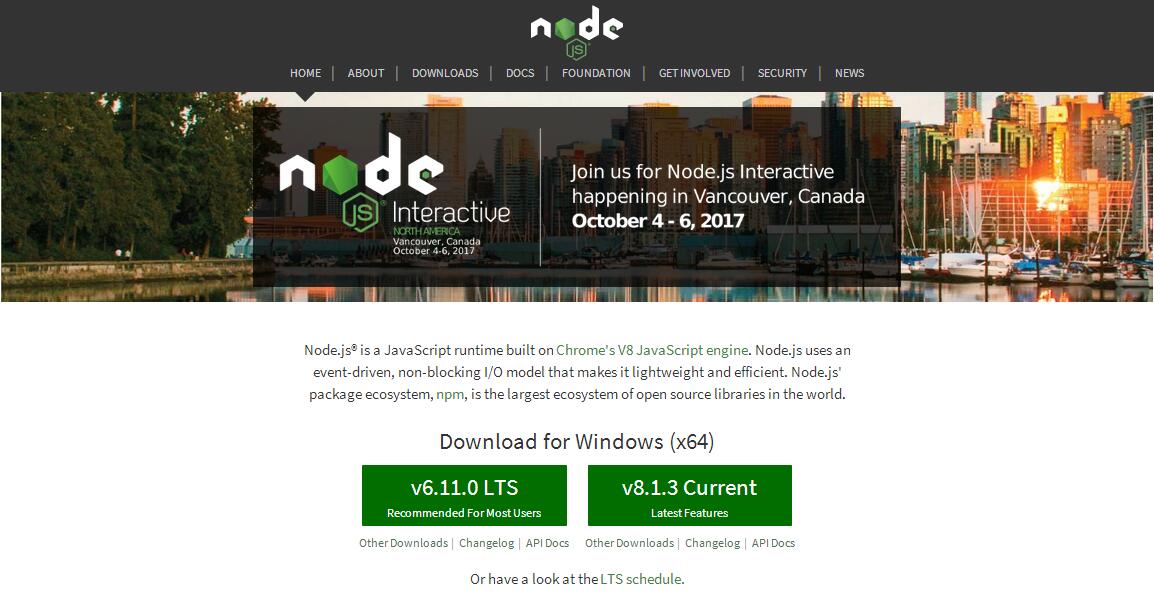 node
JS®
HOME | ABOUT | DOWNLOADS | DOCS | FOUNDATION | GET INVOLVED | SECURITY | NEWS
node
JS® Interactive
NORTH AMERICA
Vancouver, Canada
October 4-6, 2017
Join us for Node.js Interactive
happening in Vancouver, Canada
October 4 - 6, 2017
Node.js® is a JavaScript runtime built on Chrome's V8 JavaScript engine. Node.js uses an
event-driven, non-blocking I/O model that makes it lightweight and efficient. Node.js'
package ecosystem, npm, is the largest ecosystem of open source libraries in the world.
Download for Windows (x64)
v6.11.0 LTS
Recommended For Most Users
v8.1.3 Current
Latest Features
Other Downloads | Changelog | API Docs
Other Downloads | Changelog | API Docs
Or have a look at the LTS schedule.